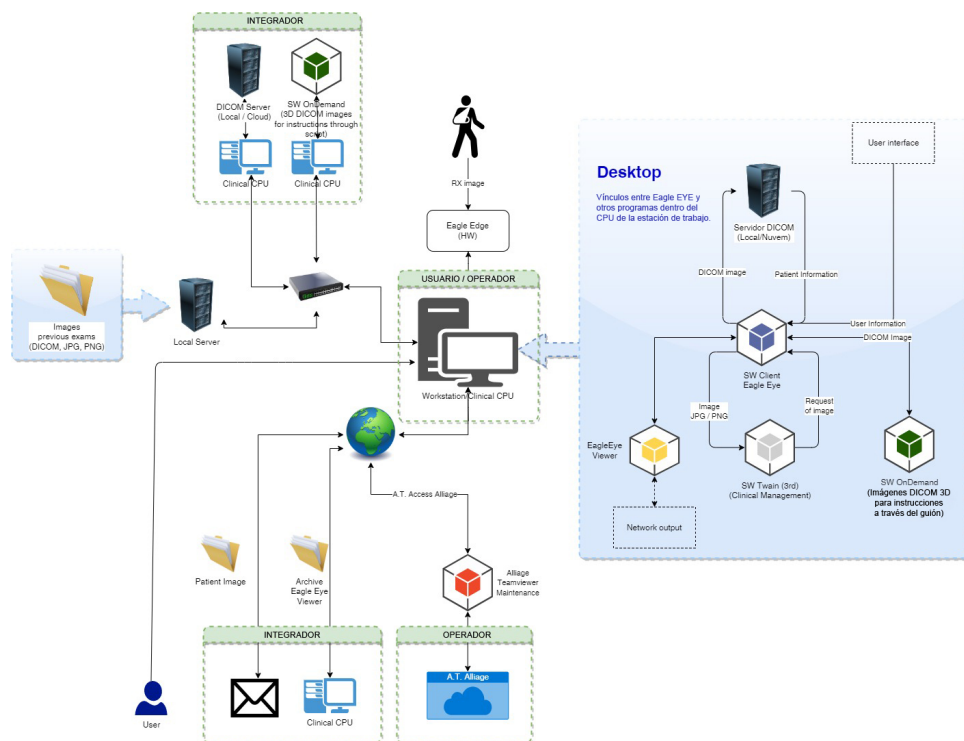 INTEGRADOR
DICOM Server
(Local / Cloud)
SW OnDemand
(3D DICOM images
for instructions through
script)
Clinical CPU
Clinical CPU
RX image
Eagle Edge
(HW)
Images
previous exams
(DICOM, JPG, PNG)
Local Server
USUARIO / OPERADOR
Workstation/Clinical CPU
A.T. Access Alliage
Patient Image
Archive
Eagle Eye
Viewer
Alliage
Teamviewer
Maintenance
INTEGRADOR
Clinical CPU
OPERADOR
A.T. Alliage
User
Desktop
Vínculos entre Eagle EYE y
otros programas dentro del
CPU de la estación de trabajo.
User interface
Servidor DICOM
(Local/Nuvem)
DICOM image
Patient Information
User Information
DICOM Image
SW Client
Eagle Eye
Image
JPG / PNG
Request
of image
EagleEye
Viewer
SW Twain (3rd)
(Clinical Management)
SW OnDemand
(Imágenes DICOM 3D
para instrucciones
a través del guión)
Network output